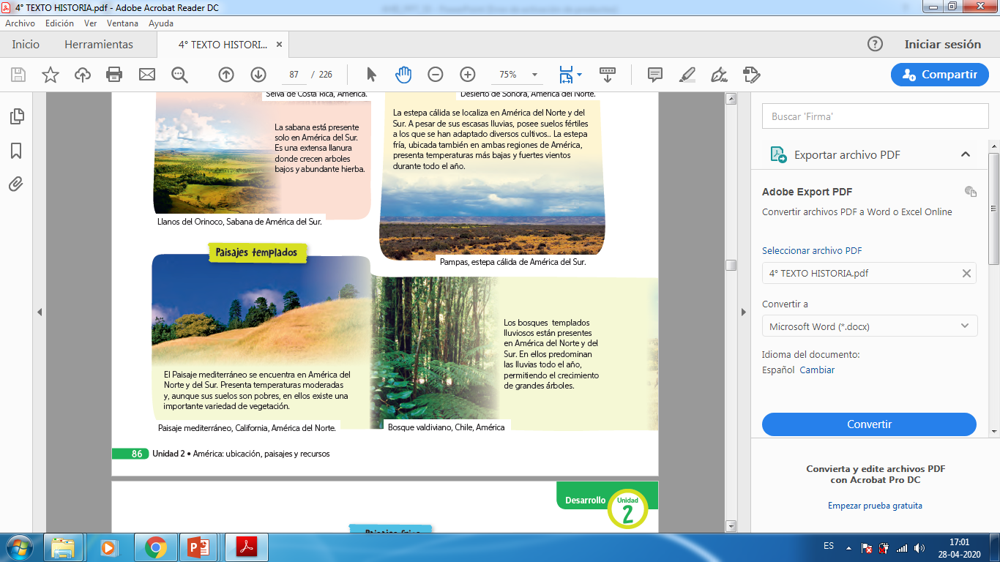 4° TEXTO HISTORIA.pdf - Adobe Acrobat Reader DC
Archivo Edición Ver Ventana Ayuda
Inicio Herramientas 4° TEXTO HISTORI... × Iniciar sesión
87 / 226 75% Compartir
Selva de Costa Rica, América.
Desierto de Sonora, América del Norte.
La sabana está presente
solo en América del Sur.
Es una extensa llanura
donde crecen arboles
bajos y abundante hierba.
Llanos del Orinoco, Sabana de América del Sur.
La estepa cálida se localiza en América del Norte y del
Sur. A pesar de sus escasas lluvias, posee suelos fértiles
a los que se han adaptado diversos cultivos.. La estepa
fría, ubicada también en ambas regiones de América,
presenta temperaturas más bajas y fuertes vientos
durante todo el año.
Pampas, estepa cálida de América del Sur.
Paisajes templados
El Paisaje mediterráneo se encuentra en América del
Norte y del Sur. Presenta temperaturas moderadas
y, aunque sus suelos son pobres, en ellos existe una
importante variedad de vegetación.
Paisaje mediterráneo, California, América del Norte.
Los bosques templados
lluviosos están presentes
en América del Norte y del
Sur. En ellos predominan
las lluvias todo el año,
permitiendo el crecimiento
de grandes árboles.
Bosque valdiviano, Chile, América
86 Unidad 2 • América: ubicación, paisajes y recursos
Desarrollo Unidad
2
Buscar 'Firma'
Exportar archivo PDF
Adobe Export PDF
Convertir archivos PDF a Word o Excel Online
Seleccionar archivo PDF
4° TEXTO HISTORIA.pdf
Convertir a
Microsoft Word (*.docx)
Idioma del documento:
Español Cambiar
Convertir
Convierta y edite archivos PDF
con Acrobat Pro DC
Empezar prueba gratuita
ES 17:01
28-04-2020